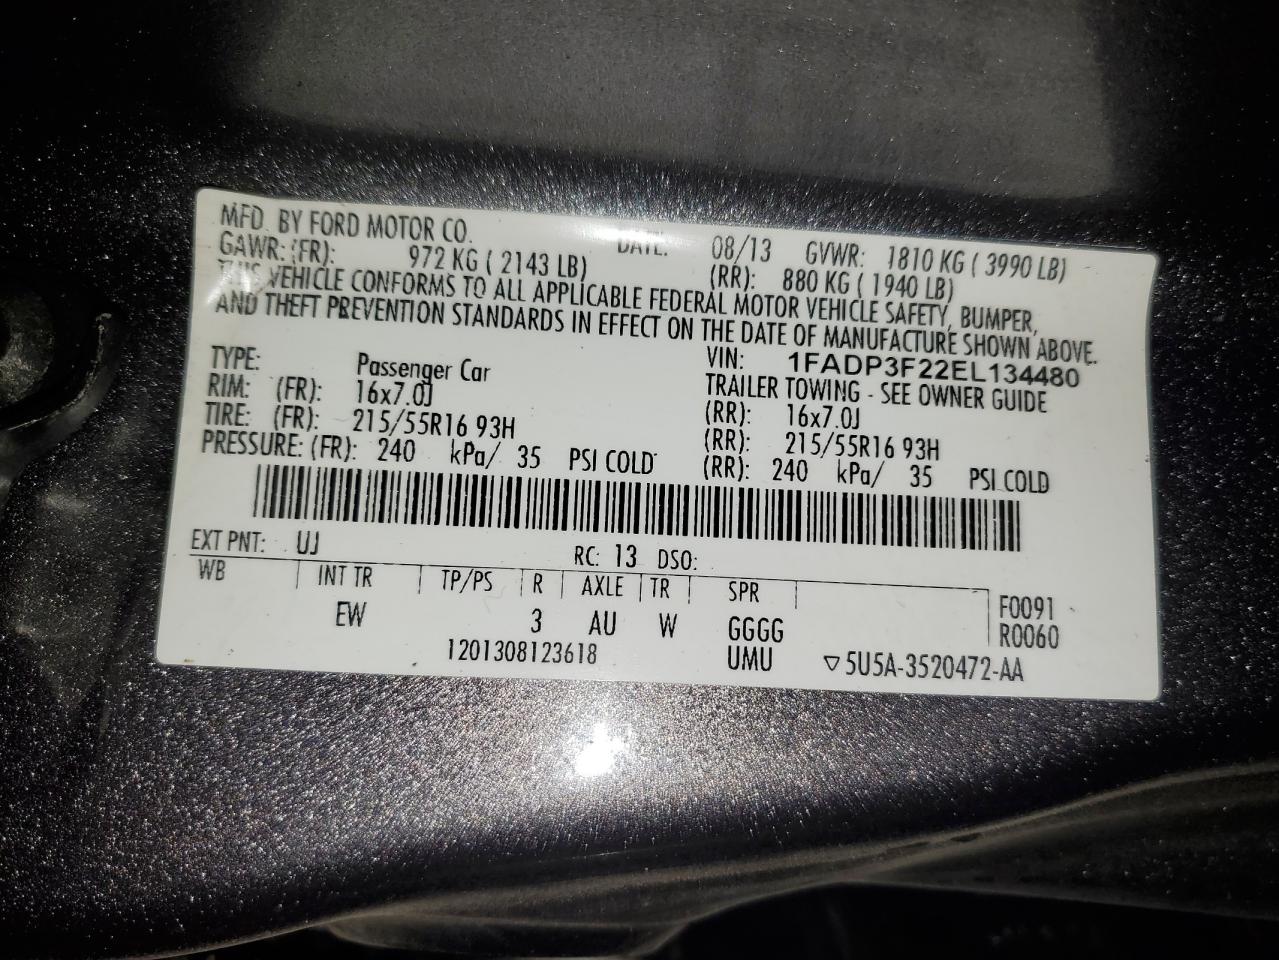 MFD. BY FORD MOTOR CO. DATE: 08/13 GVWR: 1810 KG ( 3990 LB)
GAWR: (FR): 972 KG ( 2143 LB) (RR): 880 KG ( 1940 LB)
THIS VEHICLE CONFORMS TO ALL APPLICABLE FEDERAL MOTOR VEHICLE SAFETY, BUMPER,
AND THEFT PREVENTION STANDARDS IN EFFECT ON THE DATE OF MANUFACTURE SHOWN ABOVE.
VIN: 1FADP3F22EL134480
TYPE: Passenger Car TRAILER TOWING - SEE OWNER GUIDE
RIM: (FR): 16x7.0J (RR): 16x7.0J
TIRE: (FR): 215/55R16 93H (RR): 215/55R16 93H
PRESSURE: (FR): 240 kPa/ 35 PSI COLD (RR): 240 kPa/ 35 PSI COLD
EXT PNT: UJ RC: 13 DSO:
WB INT TR TP/PS R AXLE TR SPR F0091
EW 3 AU W GGGG R0060
1201308123618 UMU ▽5U5A-3520472-AA